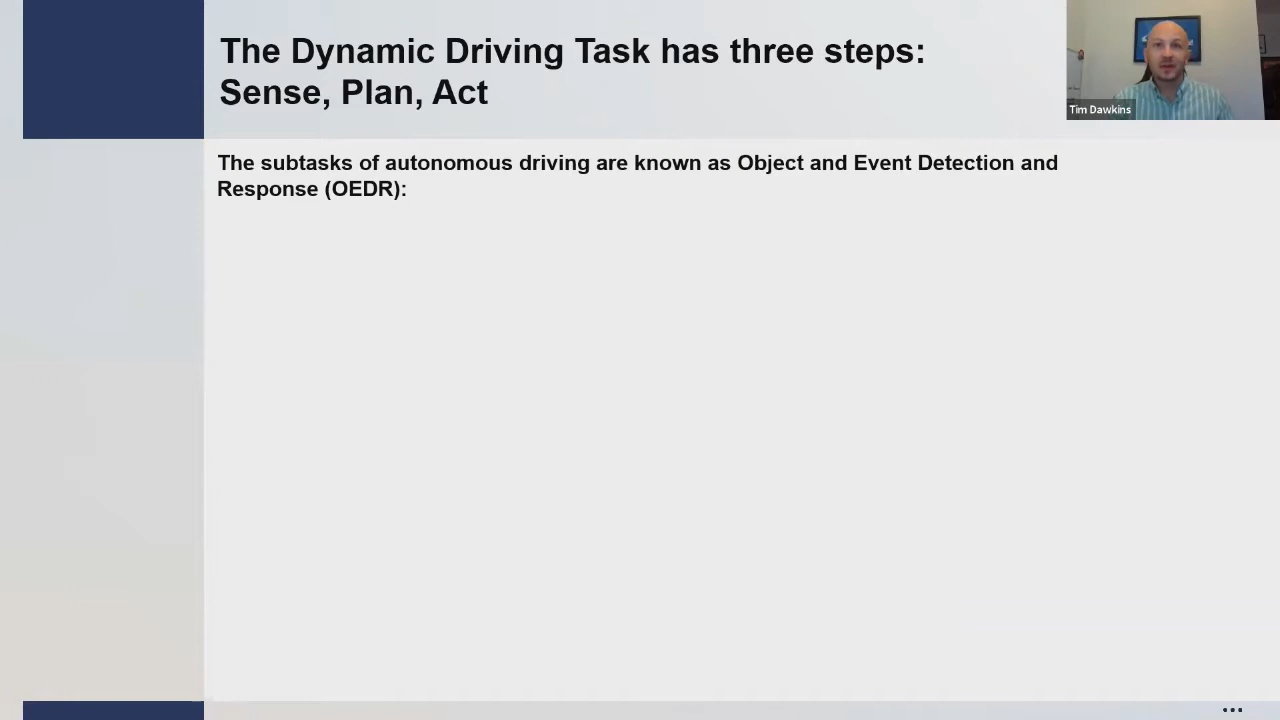 The Dynamic Driving Task has three steps:
Sense, Plan, Act
Tim Dawkins
The subtasks of autonomous driving are known as Object and Event Detection and
Response (OEDR):